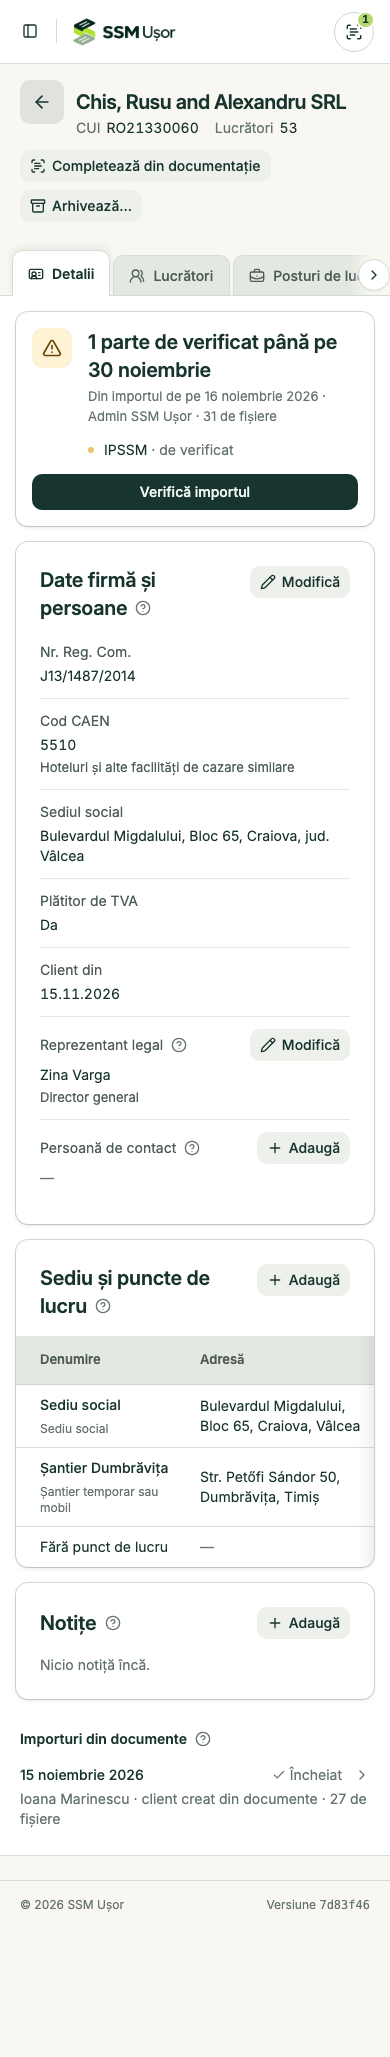 SSM Ușor
1
Chis, Rusu and Alexandru SRL
CUI RO21330060 Lucrători 53
Completează din documentație
Arhivează...
Detalii
Lucrători
Posturi de
1 parte de verificat până pe
30 noiembrie
Din importul de pe 16 noiembrie 2026 ·
Admin SSM Ușor · 31 de fișiere
IPSSM · de verificat
Verifică importul
Date firmă și
persoane
Modifică
Nr. Reg. Com.
J13/1487/2014
Cod CAEN
5510
Hoteluri și alte facilități de cazare similare
Sediul social
Bulevardul Migdalului, Bloc 65, Craiova, jud.
Vâlcea
Plătitor de TVA
Da
Client din
15.11.2026
Reprezentant legal
Modifică
Zina Varga
Director general
Persoană de contact
Adaugă
—
Sediu și puncte de
lucru
Adaugă
Denumire Adresă
Sediu social
Sediu social
Bulevardul Migdalului,
Bloc 65, Craiova, Vâlcea
Șantier Dumbrăvița
Șantier temporar sau
mobil
Str. Petőfi Sándor 50,
Dumbrăvița, Timiș
Fără punct de lucru —
Notițe
Adaugă
Nicio notiță încă.
Importuri din documente
15 noiembrie 2026
Încheiat
Ioana Marinescu · client creat din documente · 27 de
fișiere
© 2026 SSM Ușor
Versiune 7d83f46